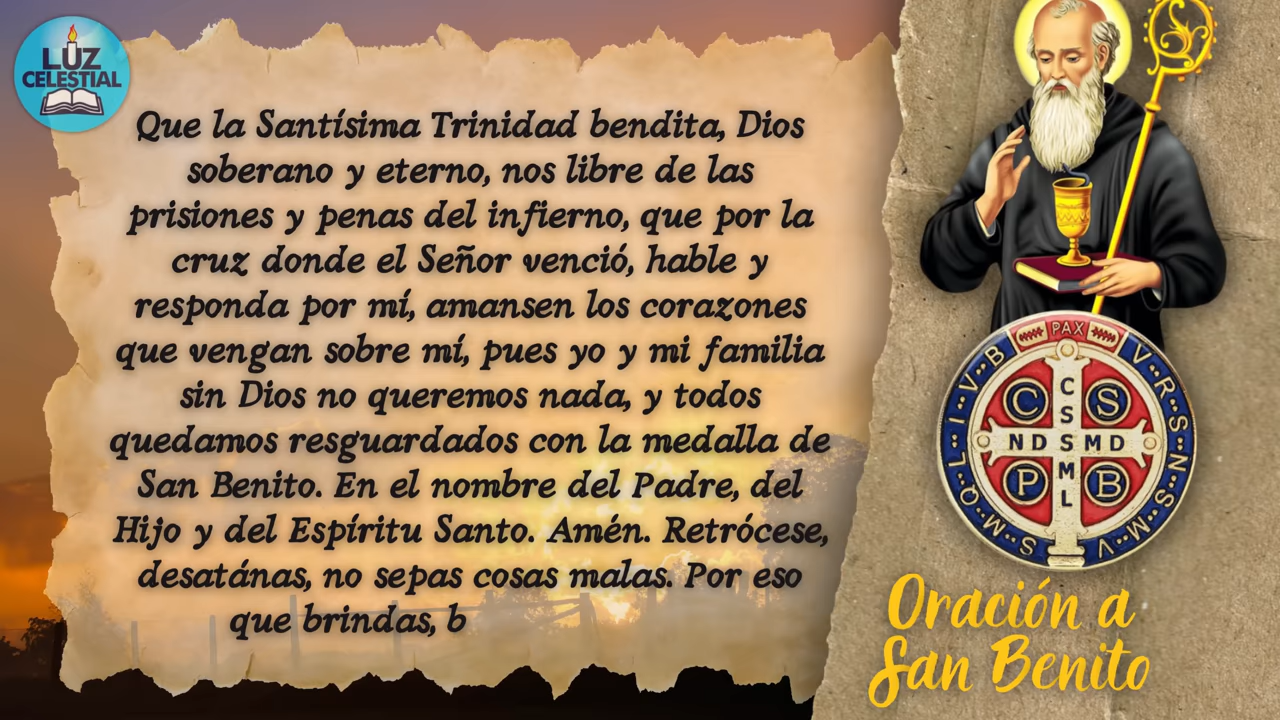 LUZ
CELESTIAL
Que la Santísima Trinidad bendita, Dios
soberano y eterno, nos libre de las
prisiones y penas del infierno, que por la
cruz donde el Señor venció, hable y
responda por mí, amansen los corazones
que vengan sobre mí, pues yo y mi familia
sin Dios no queremos nada, y todos
quedamos resguardados con la medalla de
San Benito. En el nombre del Padre, del
Hijo y del Espíritu Santo. Amén. Retrócese,
desatánas, no sepas cosas malas. Por eso
que brindas, b
PAX
V·R·S··N··S··M··V
S··M··Q··L··I··V·B
C S
C
S
S
M
L
N D S M D
P B
Oración a
San Benito